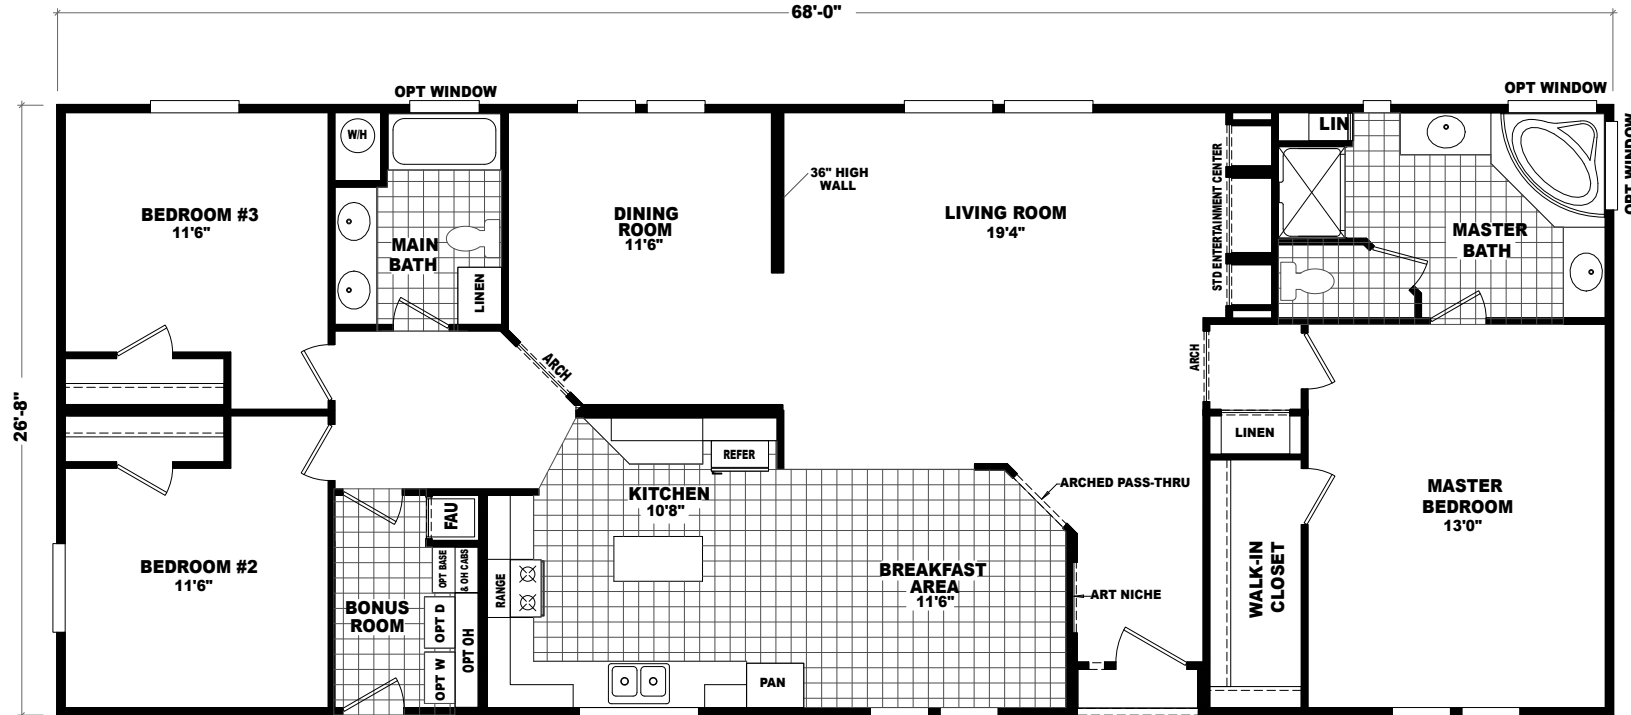 68'-0"
OPT WINDOW
OPT WINDOW
W/H
LIN
OPT WINDOW
36" HIGH
WALL
STD ENTERTAINMENT CENTER
BEDROOM #3
11'6"
DINING
ROOM
11'6"
LIVING ROOM
19'4"
MAIN
BATH
MASTER
BATH
LINEN
ARCH
ARCH
26'-8"
LINEN
REFER
ARCHED PASS-THRU
KITCHEN
10'8"
MASTER
BEDROOM
13'0"
FAU
BEDROOM #2
11'6"
OPT BASE
& OH CABS
RANGE
BREAKFAST
AREA
11'6"
ART NICHE
WALK-IN
CLOSET
BONUS
ROOM
OPT D
OPT OH
OPT W
PAN